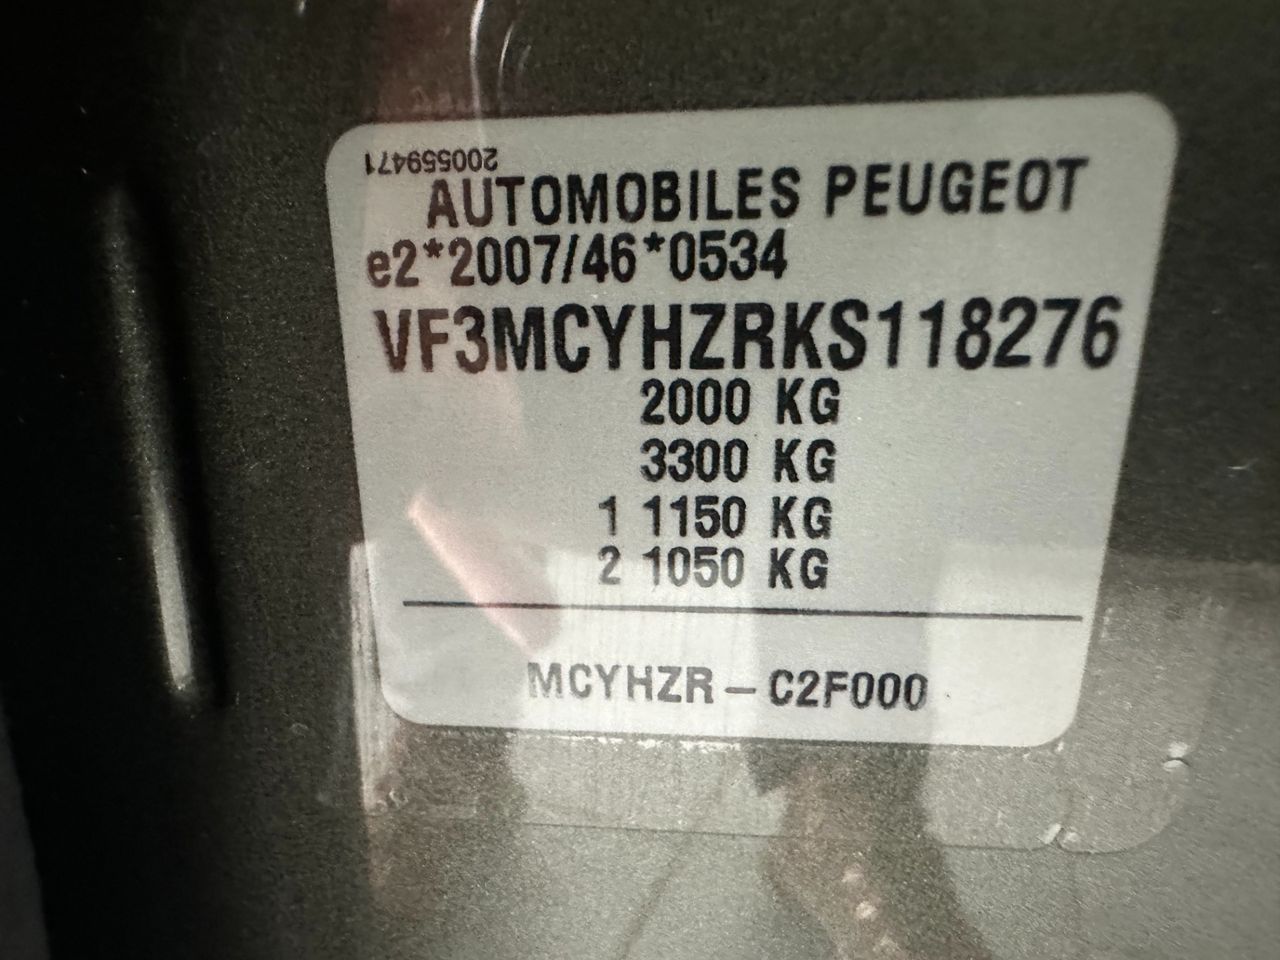 200559471
AUTOMOBILES PEUGEOT
e2*2007/46*0534
VF3MCYHZRKS118276
2000 KG
3300 KG
1 1150 KG
2 1050 KG
MCYHZR – C2F000